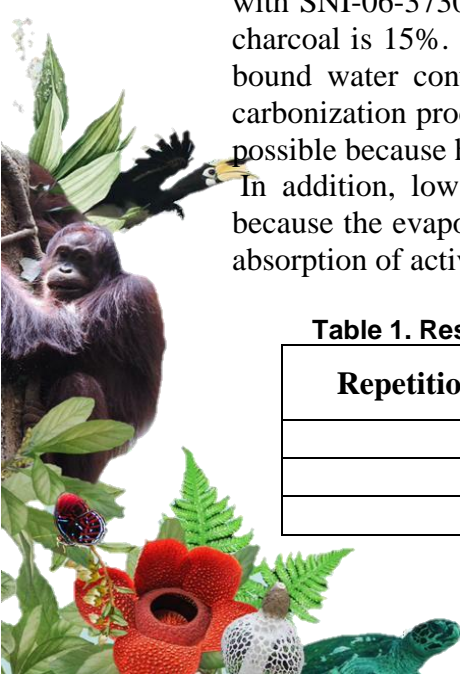 with SNI-06-3730
charcoal is 15%.
bound water con
carbonization pro
possible because
In addition, low
because the evapo
absorption of activ
Table 1. Res
Repetitio